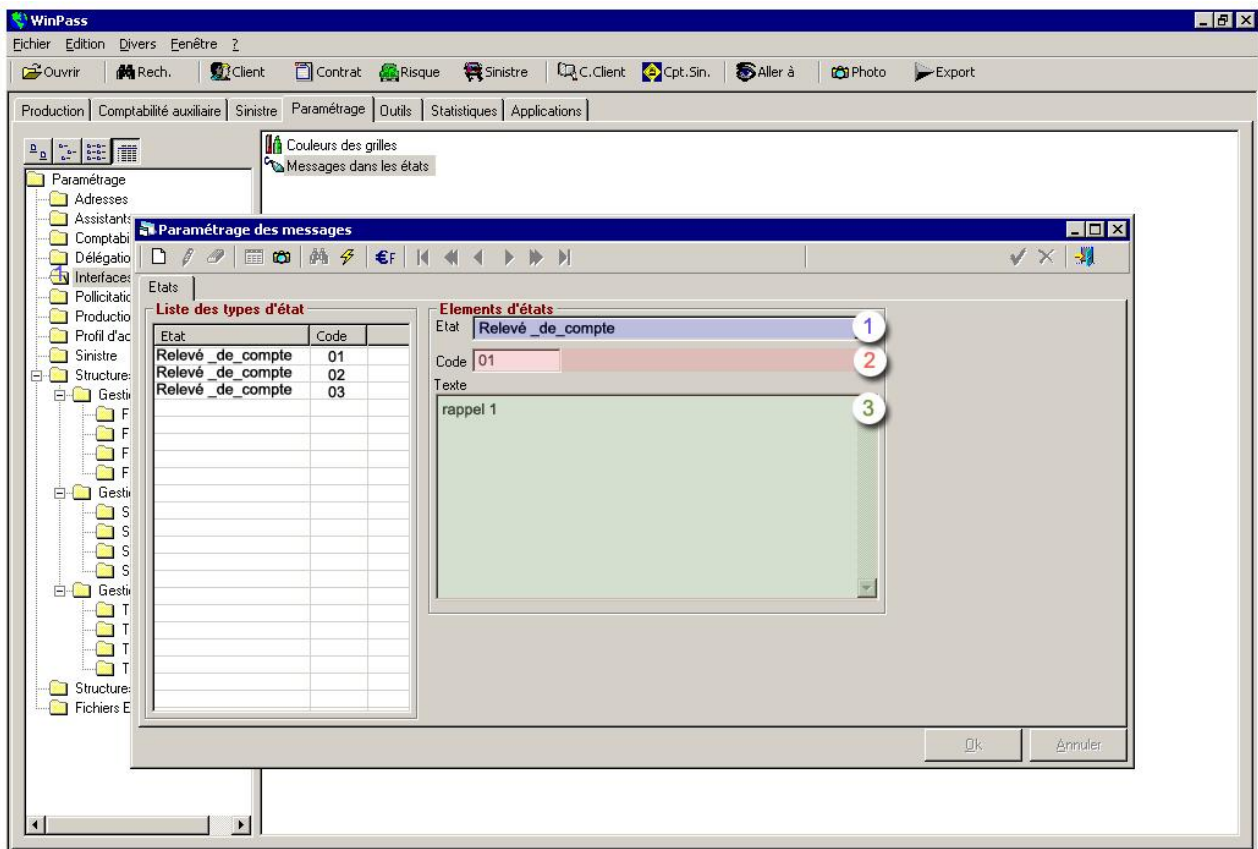 WinPass
Fichier Edition Divers Fenêtre ?
Ouvrir Rech. Client Contrat Risque Sinistre C.Client Cpt.Sin. Aller à Photo Export
Production Comptabilité auxiliaire Sinistre Paramétrage Outils Statistiques Applications
Couleurs des grilles
Messages dans les états
Paramétrage
Adresses
Assistants
Comptabi
Délégatio
Interfaces
Pollicitatio
Productio
Profil d'ac
Sinistre
Structure
Gesti
F
F
F
F
Gesti
S
S
S
S
Gesti
T
T
T
T
Structure
Fichiers E
Paramétrage des messages
€F
Etats
Liste des types d'état
Etat Code
Relevé _de_compte 01
Relevé _de_compte 02
Relevé _de_compte 03
Elements d'états
Etat Relevé _de_compte 1
Code 01 2
Texte
rappel 1 3
Ok Annuler